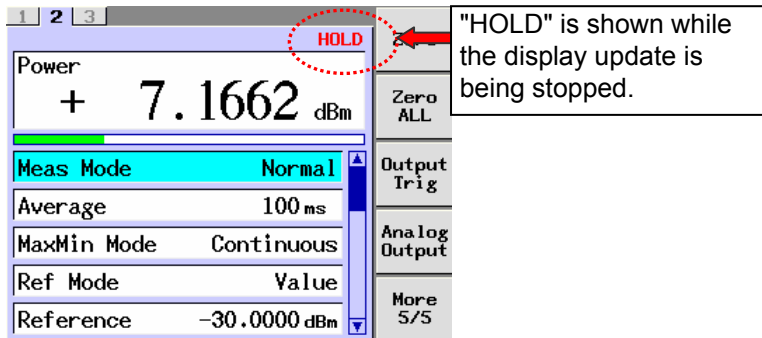 1 2 3
HOLD
Power
+ 7.1662 dBm
Meas Mode Normal
Average 100 ms
MaxMin Mode Continuous
Ref Mode Value
Reference -30.0000 dBm
Zero
ALL
Output
Trig
Analog
Output
More
5/5
"HOLD" is shown while
the display update is
being stopped.